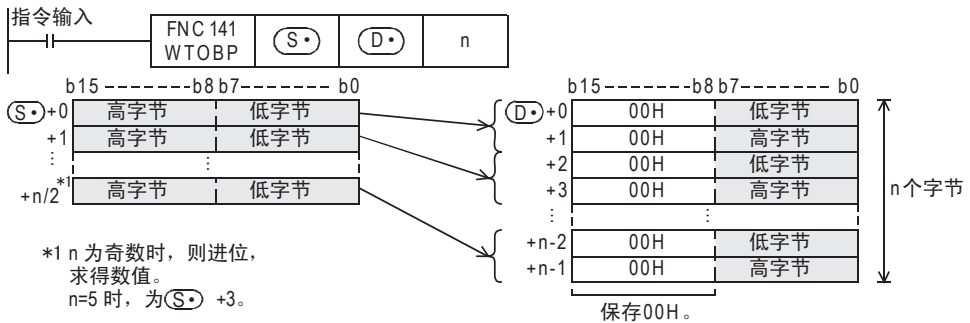 指令输入
FNC 141
WTOBP
S•
D•
n
b15 --------b8 b7-------- b0
S• +0 高字节 低字节
+1 高字节 低字节
⋮ ⋮
+n/2*1 高字节 低字节
*1 n 为奇数时，则进位，
求得数值。
n=5 时，为 S• +3。
b15 --------b8 b7-------- b0
D• +0 00H 低字节
+1 00H 高字节
+2 00H 低字节
+3 00H 高字节
⋮ ⋮
+n-2 00H 低字节
+n-1 00H 高字节
n个字节
保存00H。